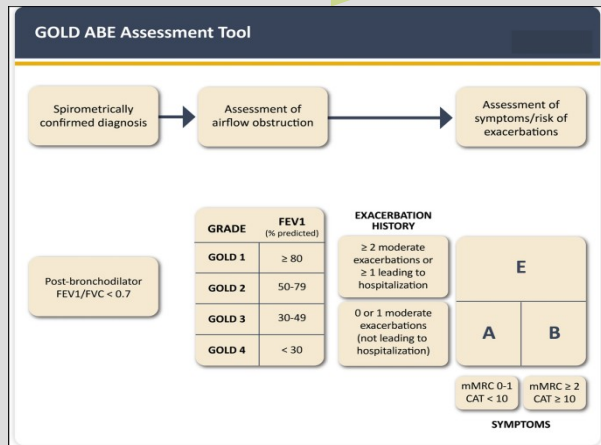 GOLD ABE Assessment Tool
Spirometrically
confirmed diagnosis
Assessment of
airflow obstruction
Assessment of
symptoms/risk of
exacerbations
Post-bronchodilator
FEV1/FVC < 0.7
GRADE FEV1
(% predicted)
GOLD 1 ≥ 80
GOLD 2 50-79
GOLD 3 30-49
GOLD 4 < 30
EXACERBATION
HISTORY
≥ 2 moderate
exacerbations or
≥ 1 leading to
hospitalization
0 or 1 moderate
exacerbations
(not leading to
hospitalization)
E
A B
mMRC 0-1
CAT < 10
mMRC ≥ 2
CAT ≥ 10
SYMPTOMS